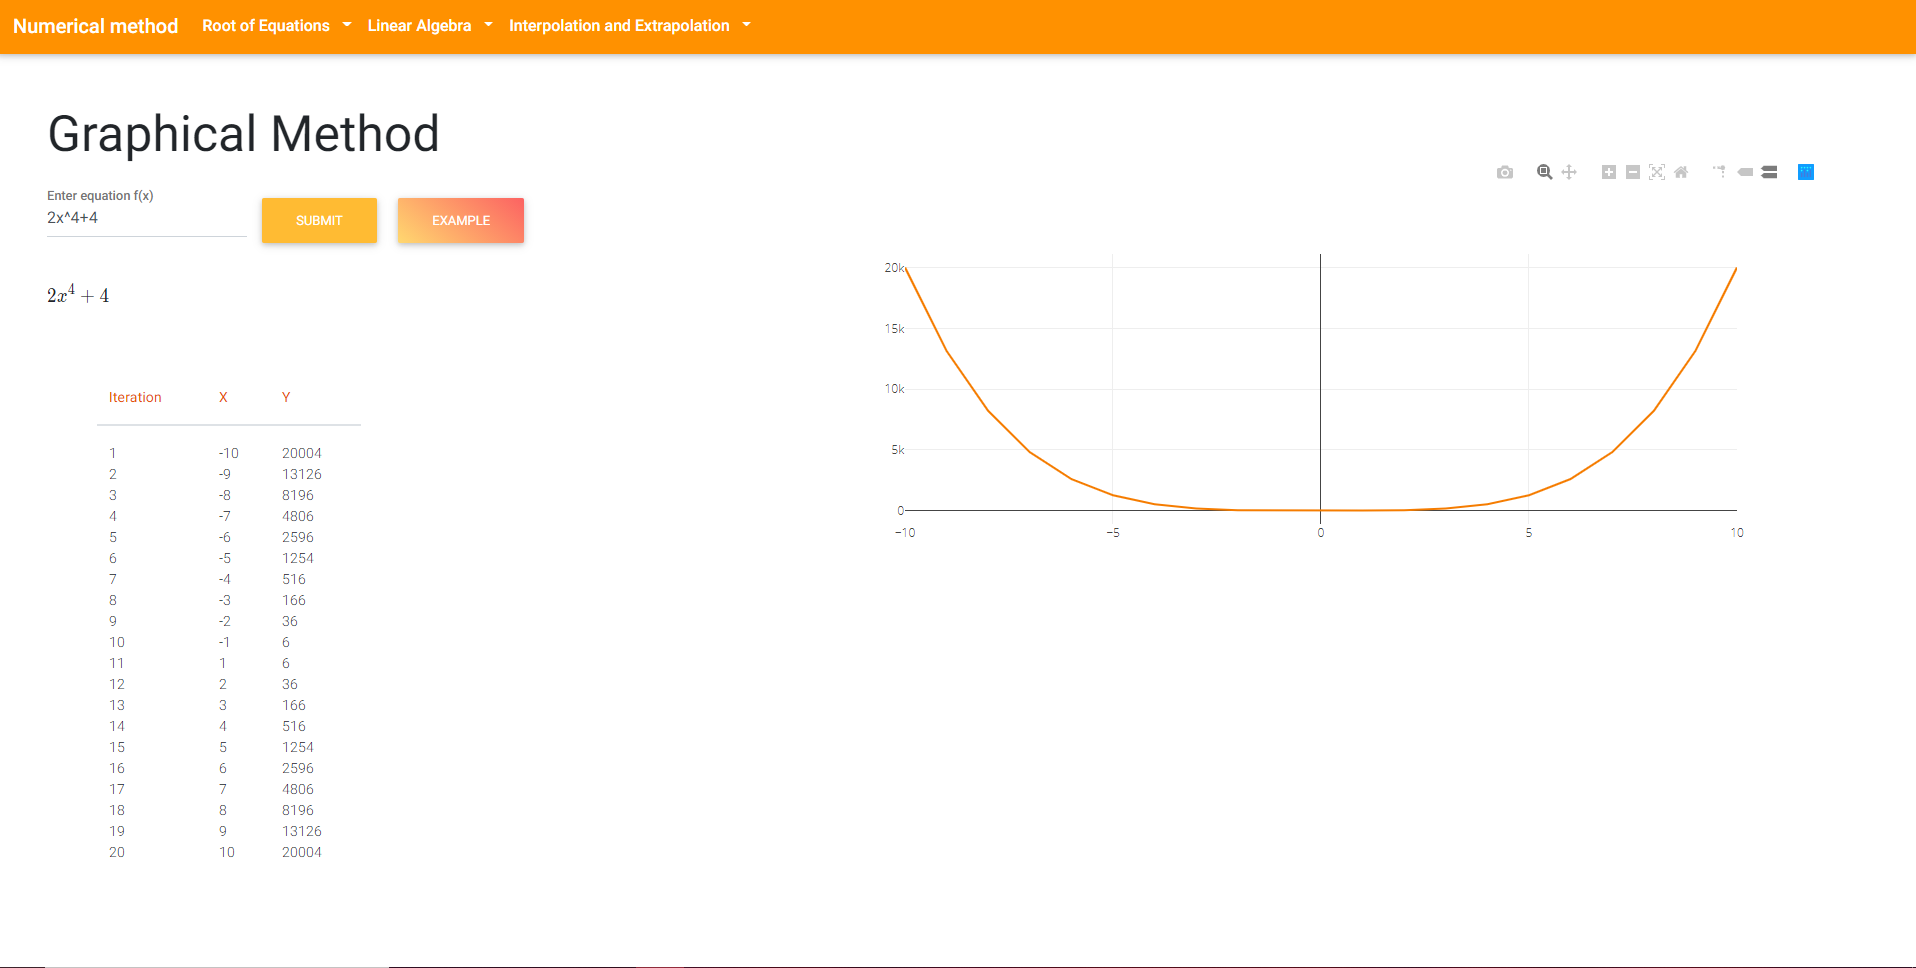 Numerical method Root of Equations Linear Algebra Interpolation and Extrapolation
Graphical Method
Enter equation f(x)
2x^4+4
SUBMIT EXAMPLE
2x⁴ + 4
Iteration X Y
1 -10 20004
2 -9 13126
3 -8 8196
4 -7 4806
5 -6 2596
6 -5 1254
7 -4 516
8 -3 166
9 -2 36
10 -1 6
11 1 6
12 2 36
13 3 166
14 4 516
15 5 1254
16 6 2596
17 7 4806
18 8 8196
19 9 13126
20 10 20004
20k
15k
10k
5k
0
−10 −5 0 5 10